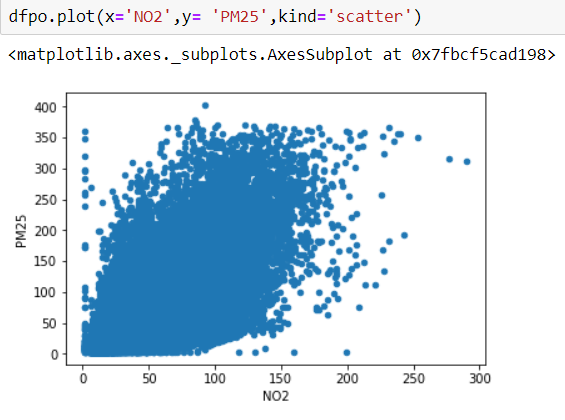 dfpo.plot(x='NO2',y= 'PM25',kind='scatter')
<matplotlib.axes._subplots.AxesSubplot at 0x7fbcf5cad198>
400
350
300
250
200
150
100
50
0
PM25
0 50 100 150 200 250 300
NO2